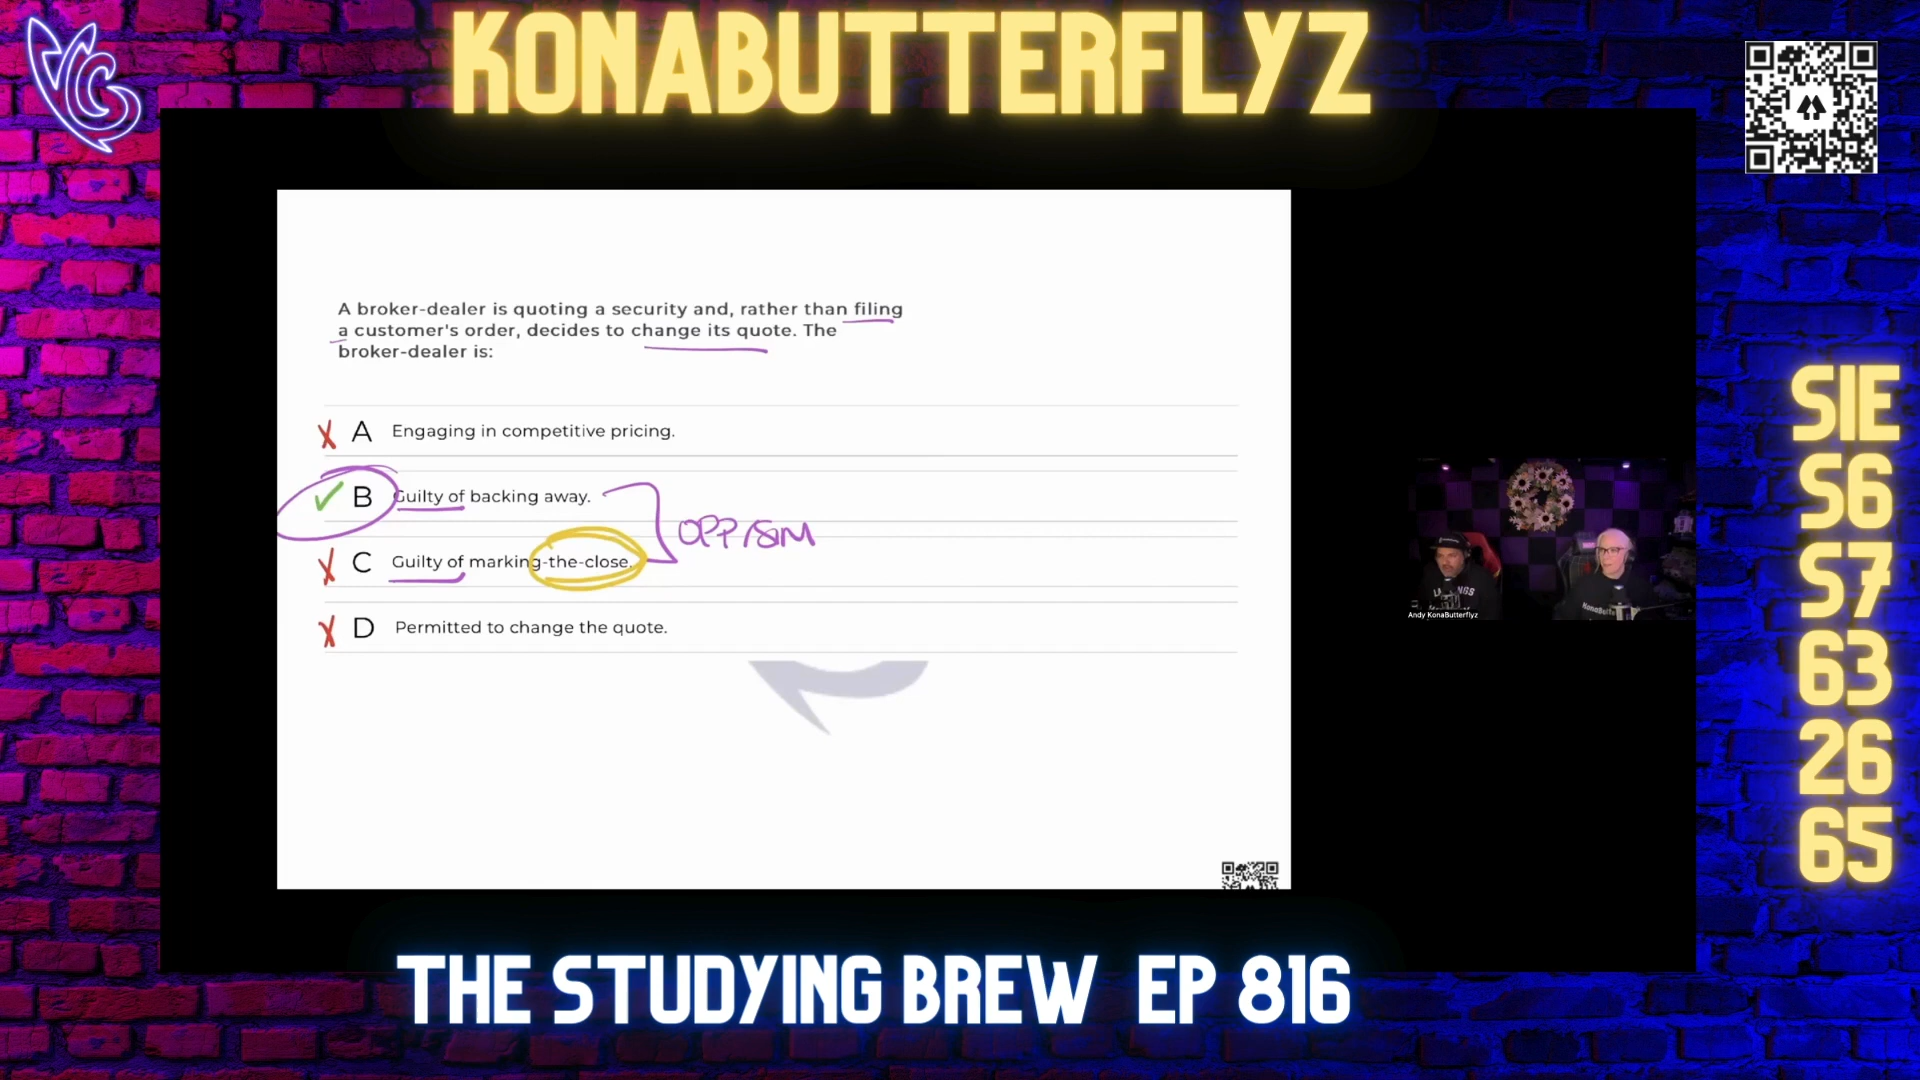 KONABUTTERFLYZ
A broker-dealer is quoting a security and, rather than filing
a customer's order, decides to change its quote. The
broker-dealer is:
X A Engaging in competitive pricing.
✓ B Guilty of backing away.
OPP/SIM
X C Guilty of marking-the-close.
X D Permitted to change the quote.
Andy KonaButterflyz
SIE
S6
S7
63
26
65
THE STUDYING BREW EP 816